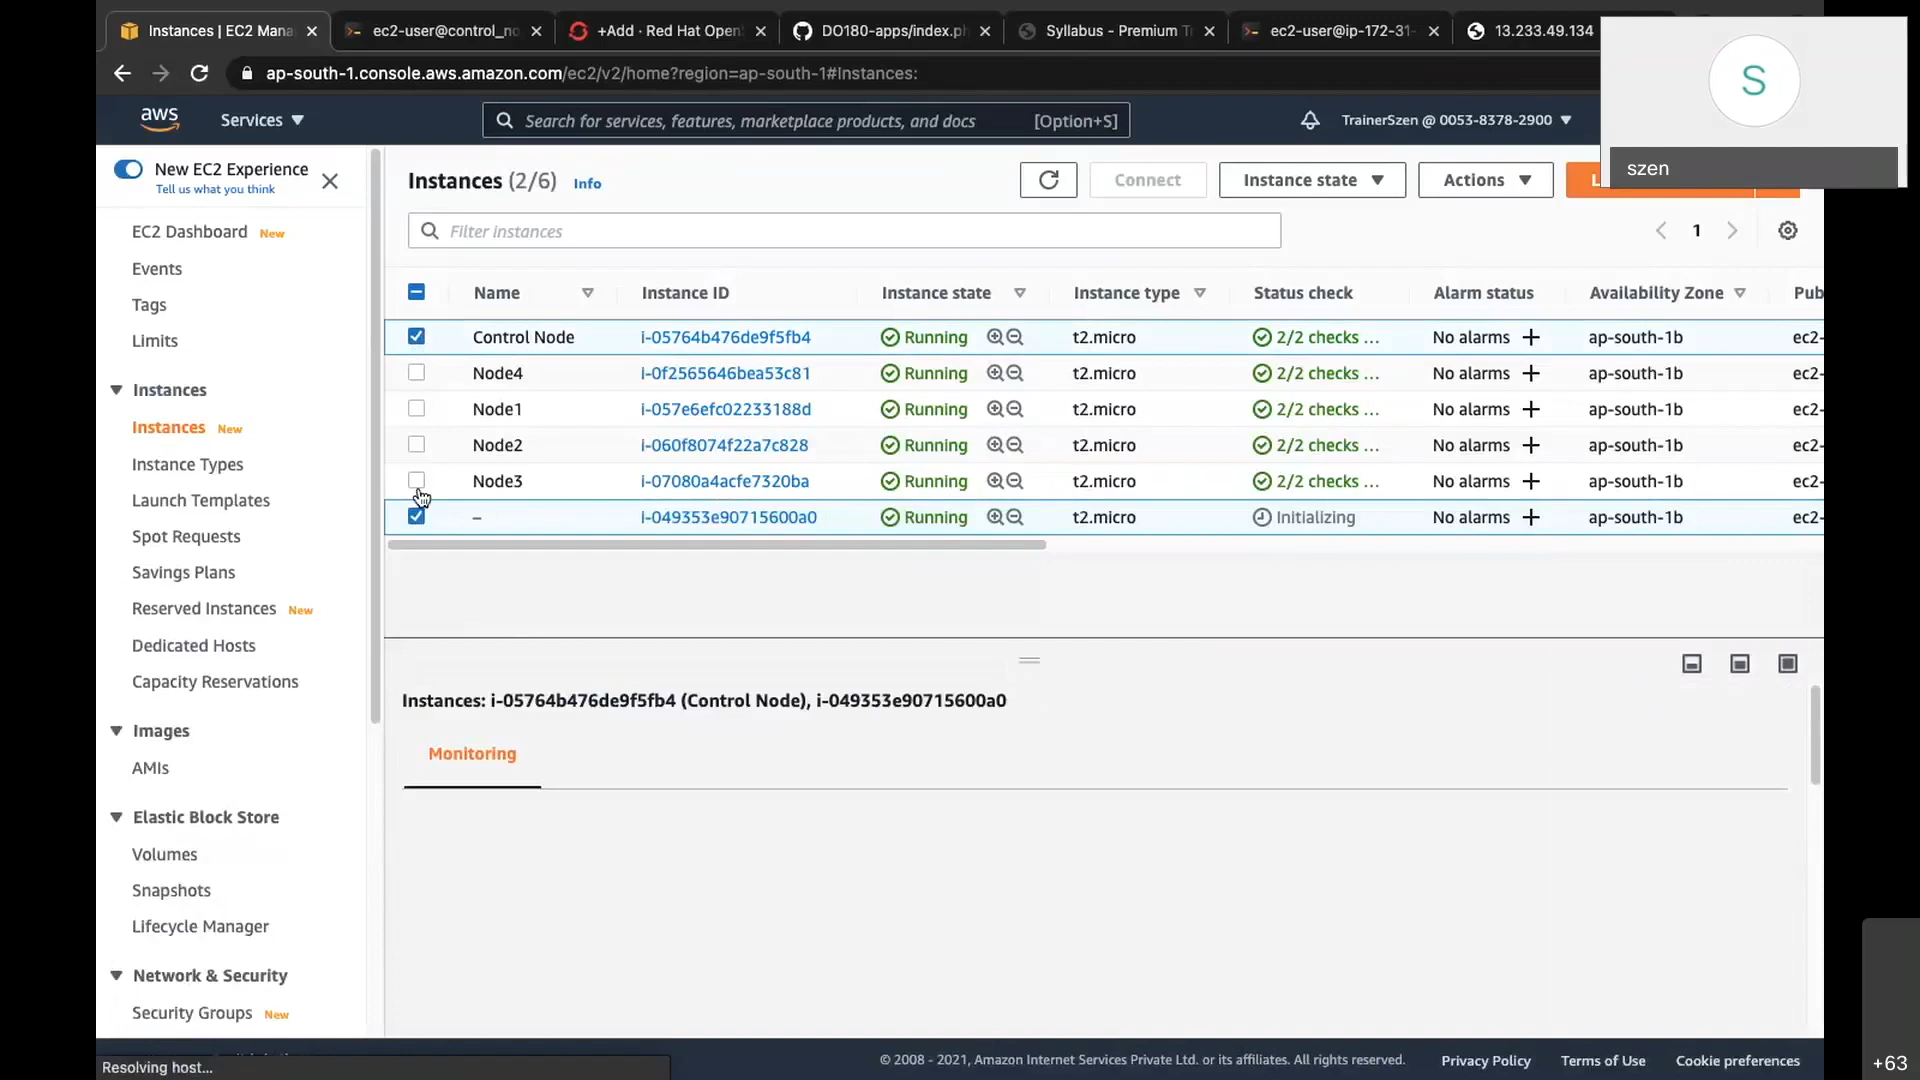 Instances | EC2 Mana
ec2-user@control_no
+Add · Red Hat Open
DO180-apps/index.ph
Syllabus - Premium T
ec2-user@ip-172-31-
13.233.49.134
ap-south-1.console.aws.amazon.com/ec2/v2/home?region=ap-south-1#Instances:
S
szen
aws
Services
Search for services, features, marketplace products, and docs
[Option+S]
TrainerSzen @ 0053-8378-2900
New EC2 Experience
Tell us what you think
EC2 Dashboard New
Events
Tags
Limits
Instances
Instances New
Instance Types
Launch Templates
Spot Requests
Savings Plans
Reserved Instances New
Dedicated Hosts
Capacity Reservations
Images
AMIs
Elastic Block Store
Volumes
Snapshots
Lifecycle Manager
Network & Security
Security Groups New
Instances (2/6) Info
Connect
Instance state
Actions
Filter instances
1
Name Instance ID Instance state Instance type Status check Alarm status Availability Zone Pub
Control Node i-05764b476de9f5fb4 Running t2.micro 2/2 checks ... No alarms + ap-south-1b ec2-
Node4 i-0f2565646bea53c81 Running t2.micro 2/2 checks ... No alarms + ap-south-1b ec2-
Node1 i-057e6efc02233188d Running t2.micro 2/2 checks ... No alarms + ap-south-1b ec2-
Node2 i-060f8074f22a7c828 Running t2.micro 2/2 checks ... No alarms + ap-south-1b ec2-
Node3 i-07080a4acfe7320ba Running t2.micro 2/2 checks ... No alarms + ap-south-1b ec2-
– i-049353e90715600a0 Running t2.micro Initializing No alarms + ap-south-1b ec2-
Instances: i-05764b476de9f5fb4 (Control Node), i-049353e90715600a0
Monitoring
Resolving host...
© 2008 - 2021, Amazon Internet Services Private Ltd. or its affiliates. All rights reserved.
Privacy Policy
Terms of Use
Cookie preferences
+63